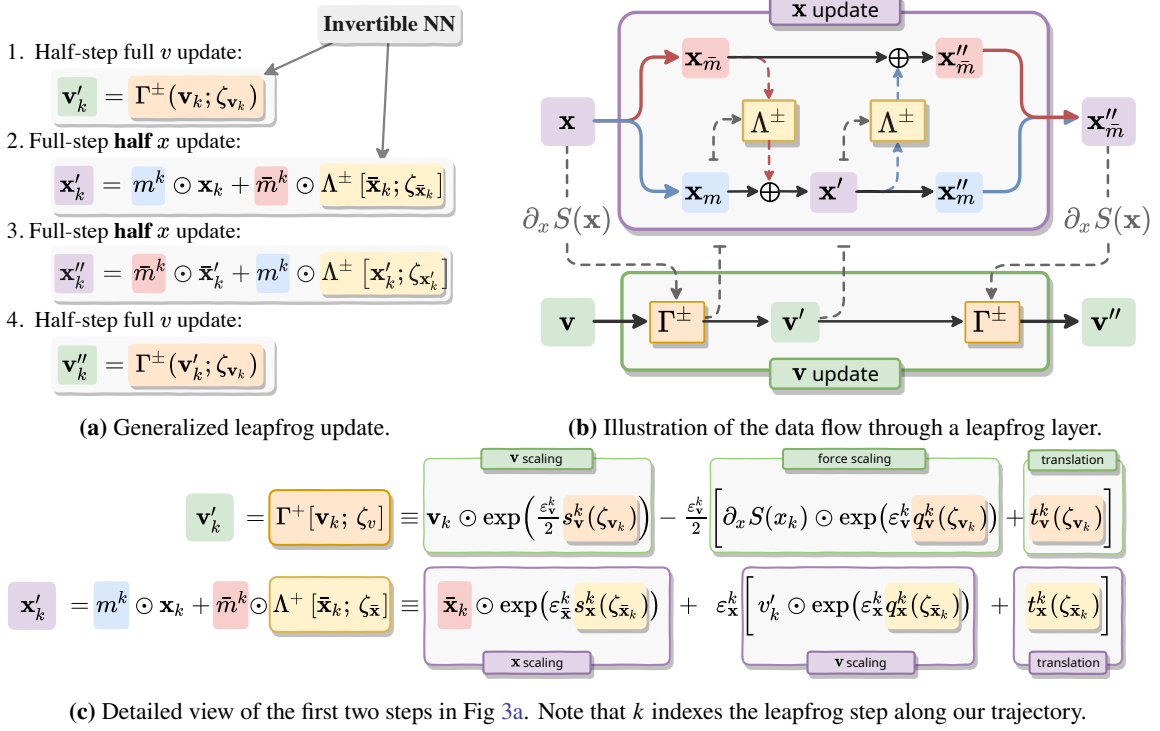 Invertible NN
1. Half-step full v update:
v′_k = Γ^±(v_k; ζ_{v_k})
2. Full-step half x update:
x′_k = m^k ⊙ x_k + m̄^k ⊙ Λ^± [x̄_k; ζ_{x̄_k}]
3. Full-step half x update:
x″_k = m̄^k ⊙ x̄′_k + m^k ⊙ Λ^± [x′_k; ζ_{x′_k}]
4. Half-step full v update:
v″_k = Γ^±(v′_k; ζ_{v_k})
(a) Generalized leapfrog update.
x update
x_m̄ ⊕ x″_m̄
x Λ^± Λ^± x″_m̄
x_m ⊕ x′ x″_m
∂_x S(x) ∂_x S(x)
v Γ^± v′ Γ^± v″
v update
(b) Illustration of the data flow through a leapfrog layer.
v scaling force scaling translation
v′_k = Γ^+[v_k; ζ_v] ≡ v_k ⊙ exp(ε^k_v/2 s^k_v(ζ_{v_k})) − ε^k_v/2 [∂_x S(x_k) ⊙ exp(ε^k_v q^k_v(ζ_{v_k})) + t^k_v(ζ_{v_k})]
x′_k = m^k ⊙ x_k + m̄^k ⊙ Λ^+ [x̄_k; ζ_x̄] ≡ x̄_k ⊙ exp(ε^k_x̄ s^k_x(ζ_{x̄_k})) + ε^k_x [v′_k ⊙ exp(ε^k_x q^k_x(ζ_{x̄_k})) + t^k_x(ζ_{x̄_k})]
x scaling v scaling translation
(c) Detailed view of the first two steps in Fig 3a. Note that k indexes the leapfrog step along our trajectory.